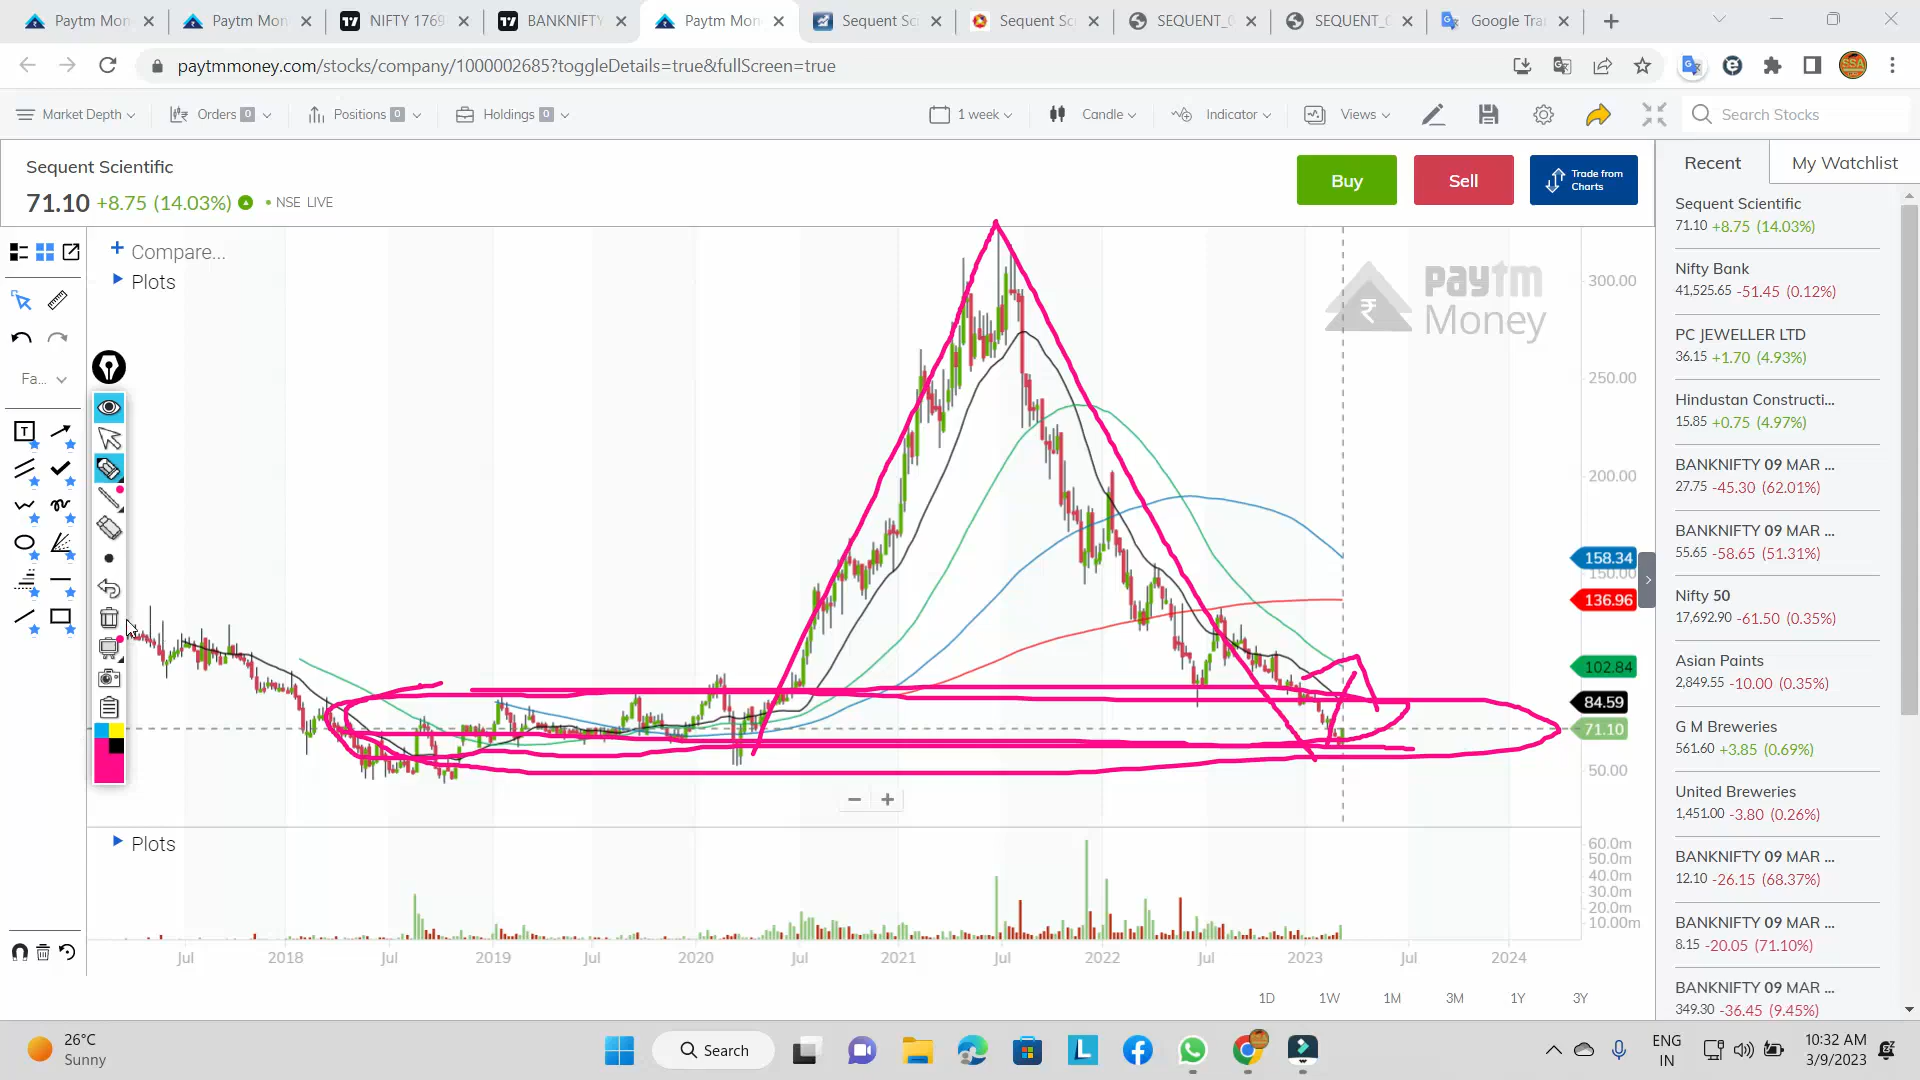 Paytm Mon
Paytm Mon
NIFTY 1769
BANKNIFTY
Paytm Mon
Sequent Sc
Sequent Sc
SEQUENT_0
SEQUENT_0
Google Tra
paytmmoney.com/stocks/company/1000002685?toggleDetails=true&fullScreen=true
Market Depth
Orders 0
Positions 0
Holdings 0
1 week
Candle
Indicator
Views
Search Stocks
Sequent Scientific
71.10 +8.75 (14.03%) • NSE LIVE
Buy
Sell
Trade from
Charts
Recent
My Watchlist
Sequent Scientific
71.10 +8.75 (14.03%)
Nifty Bank
41,525.65 -51.45 (0.12%)
PC JEWELLER LTD
36.15 +1.70 (4.93%)
Hindustan Constructi...
15.85 +0.75 (4.97%)
BANKNIFTY 09 MAR ...
27.75 -45.30 (62.01%)
BANKNIFTY 09 MAR ...
55.65 -58.65 (51.31%)
Nifty 50
17,692.90 -61.50 (0.35%)
Asian Paints
2,849.55 -10.00 (0.35%)
G M Breweries
561.60 +3.85 (0.69%)
United Breweries
1,451.00 -3.80 (0.26%)
BANKNIFTY 09 MAR ...
12.10 -26.15 (68.37%)
BANKNIFTY 09 MAR ...
8.15 -20.05 (71.10%)
BANKNIFTY 09 MAR ...
349.30 -36.45 (9.45%)
+ Compare...
Plots
paytm
Money
Fa...
T
300.00
250.00
200.00
158.34
150.00
136.96
102.84
84.59
71.10
50.00
Plots
60.0m
50.0m
40.0m
30.0m
20.0m
10.00m
Jul
2018
Jul
2019
Jul
2020
Jul
2021
Jul
2022
Jul
2023
Jul
2024
1D
1W
1M
3M
1Y
3Y
26°C
Sunny
Search
ENG
IN
10:32 AM
3/9/2023